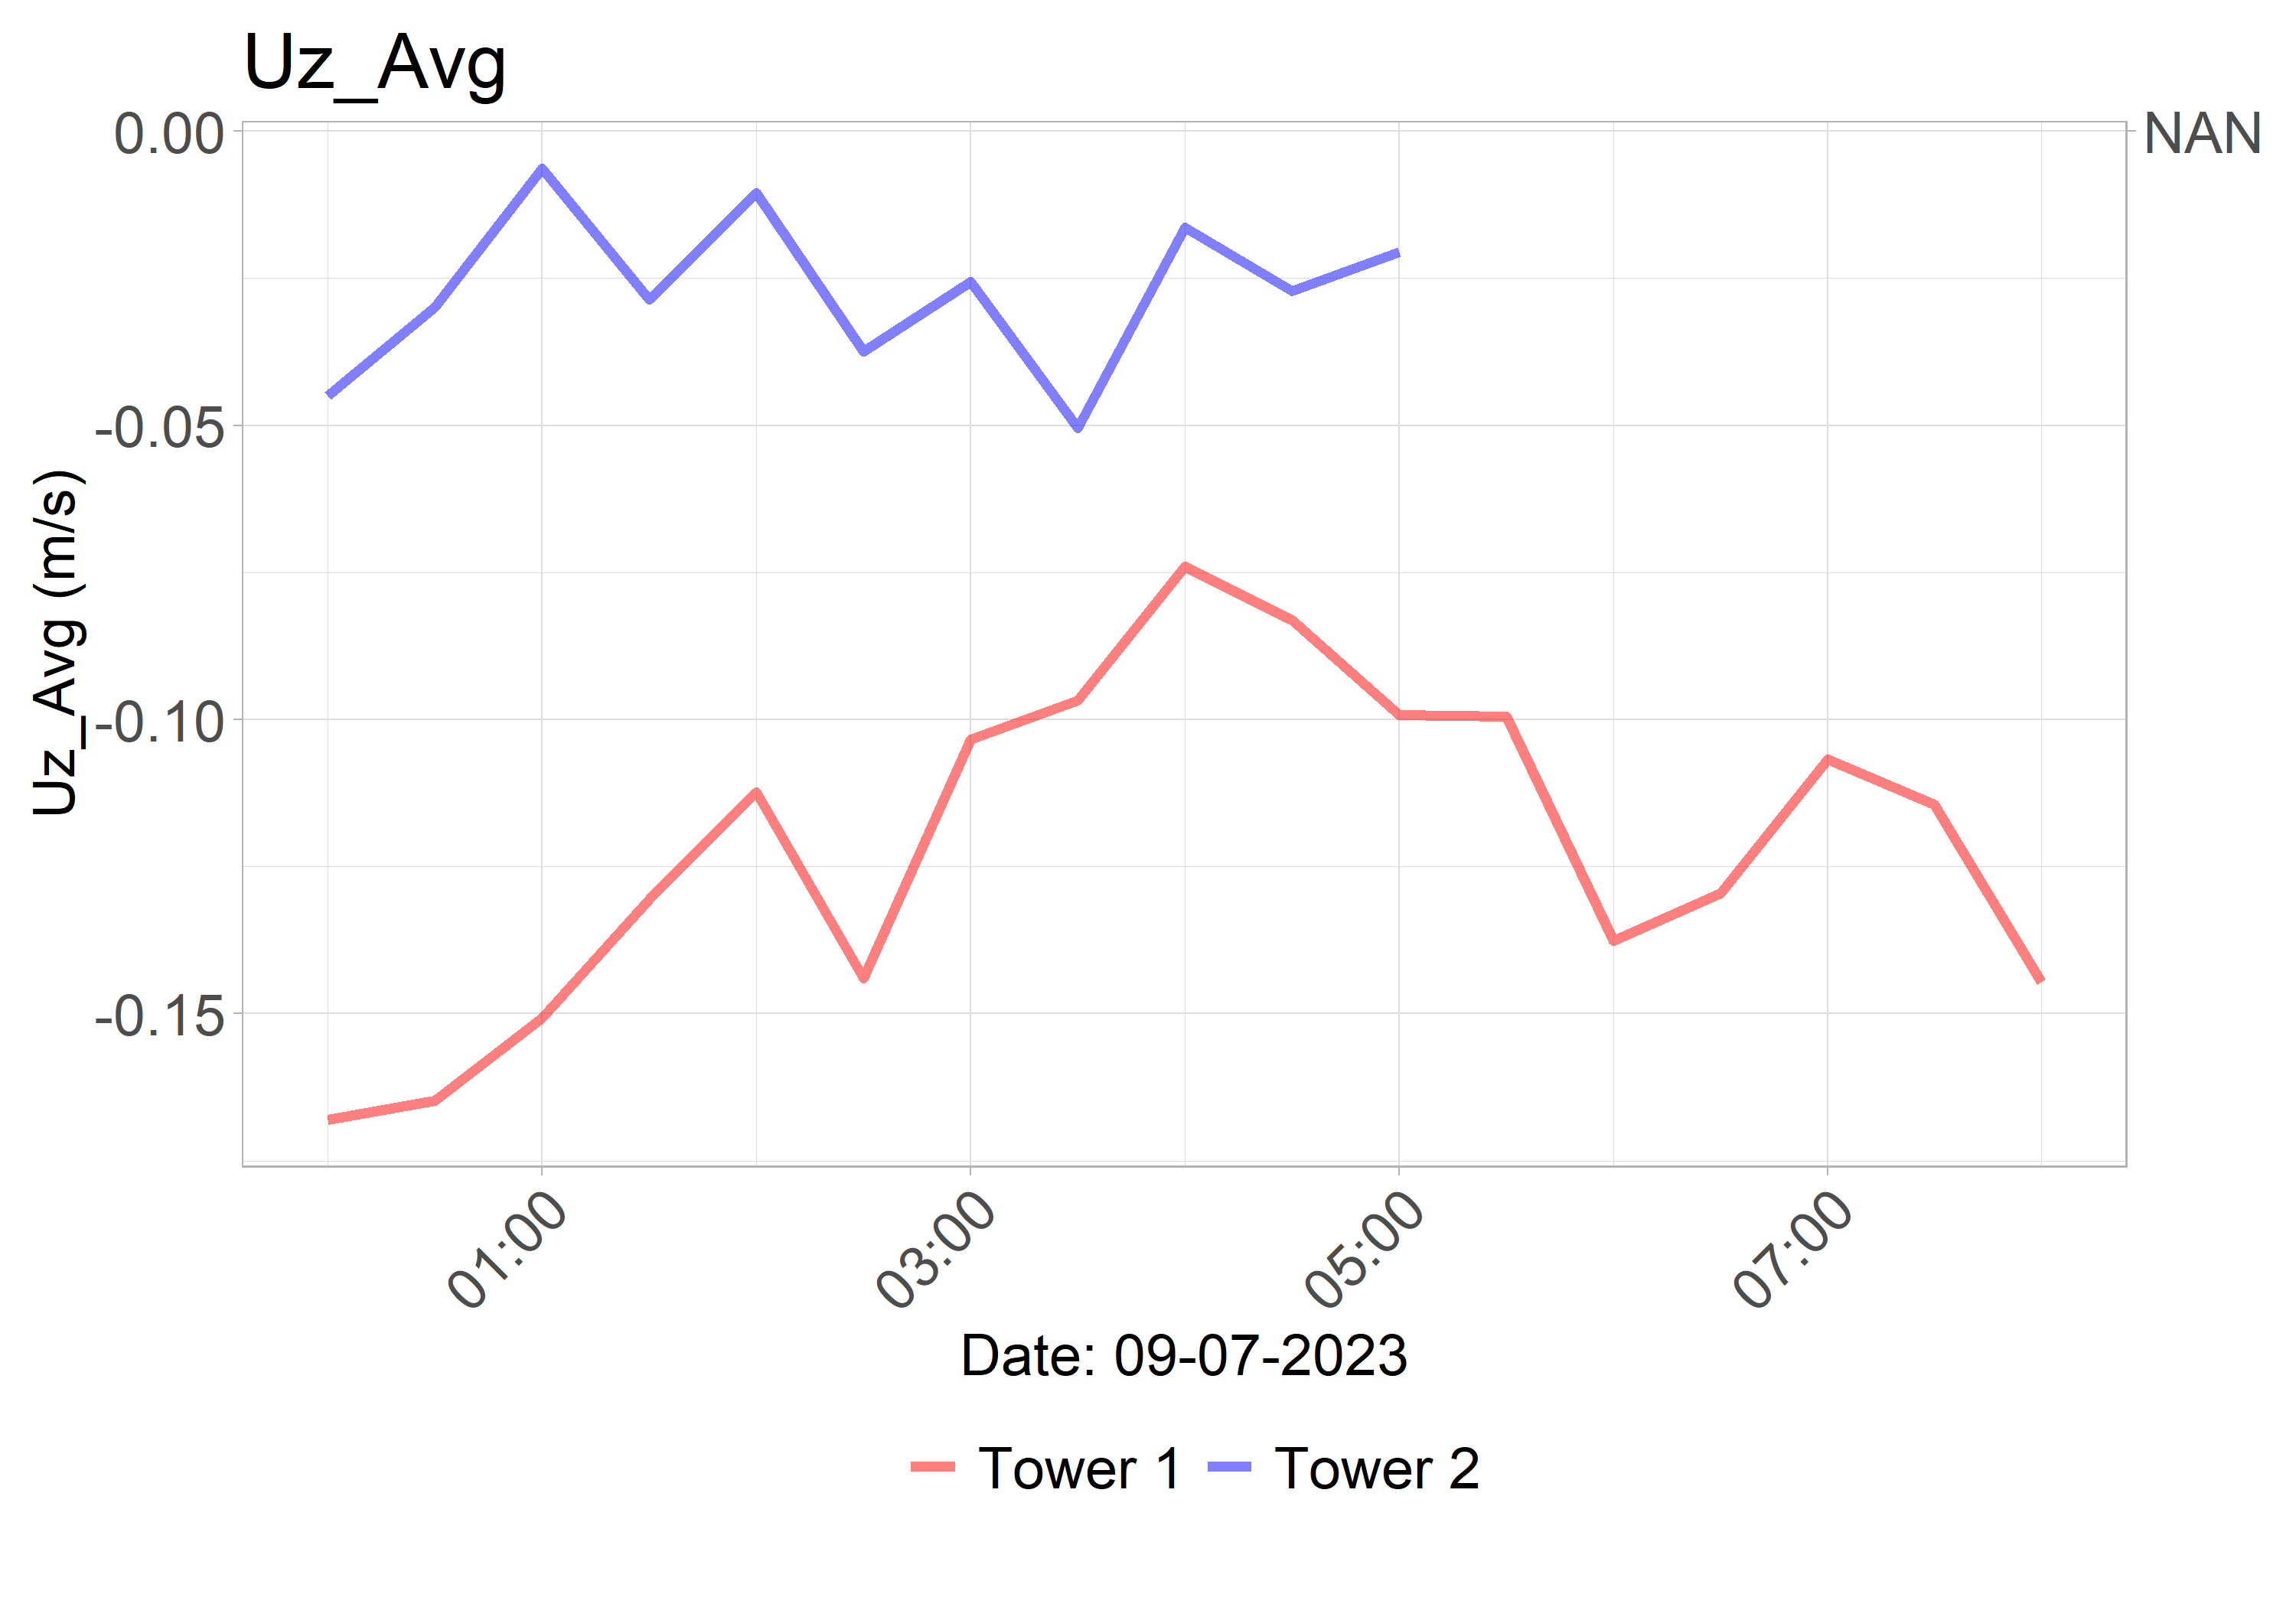 Uz_Avg
0.00
NAN
-0.05
-0.10
-0.15
Uz_Avg (m/s)
01:00
03:00
05:00
07:00
Date: 09-07-2023
Tower 1
Tower 2